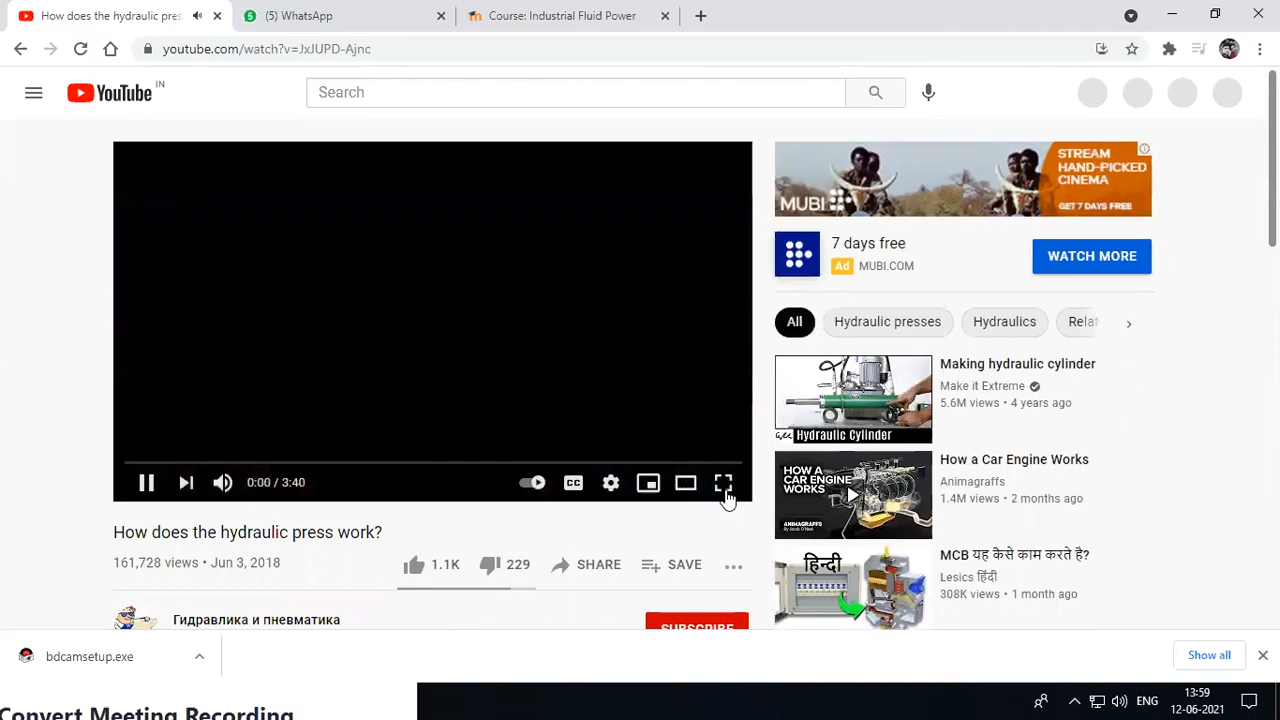 How does the hydraulic pres
(5) WhatsApp
Course: Industrial Fluid Power
youtube.com/watch?v=JxJUPD-Ajnc
YouTube IN
Search
STREAM
HAND-PICKED
CINEMA
GET 7 DAYS FREE
MUBI
7 days free
Ad MUBI.COM
WATCH MORE
All
Hydraulic presses
Hydraulics
Relat
Making hydraulic cylinder
Make it Extreme
5.6M views • 4 years ago
Hydraulic Cylinder
HOW A
CAR ENGINE
WORKS
ANIMAGRAFFS
How a Car Engine Works
Animagraffs
1.4M views • 2 months ago
हिन्दी
MCB यह कैसे काम करते है?
Lesics हिंदी
308K views • 1 month ago
0:00 / 3:40
CC
How does the hydraulic press work?
161,728 views • Jun 3, 2018
1.1K
229
SHARE
SAVE
Гидравлика и пневматика
SUBSCRIBE
bdcamsetup.exe
Show all
Convert Meeting Recording
ENG
13:59
12-06-2021